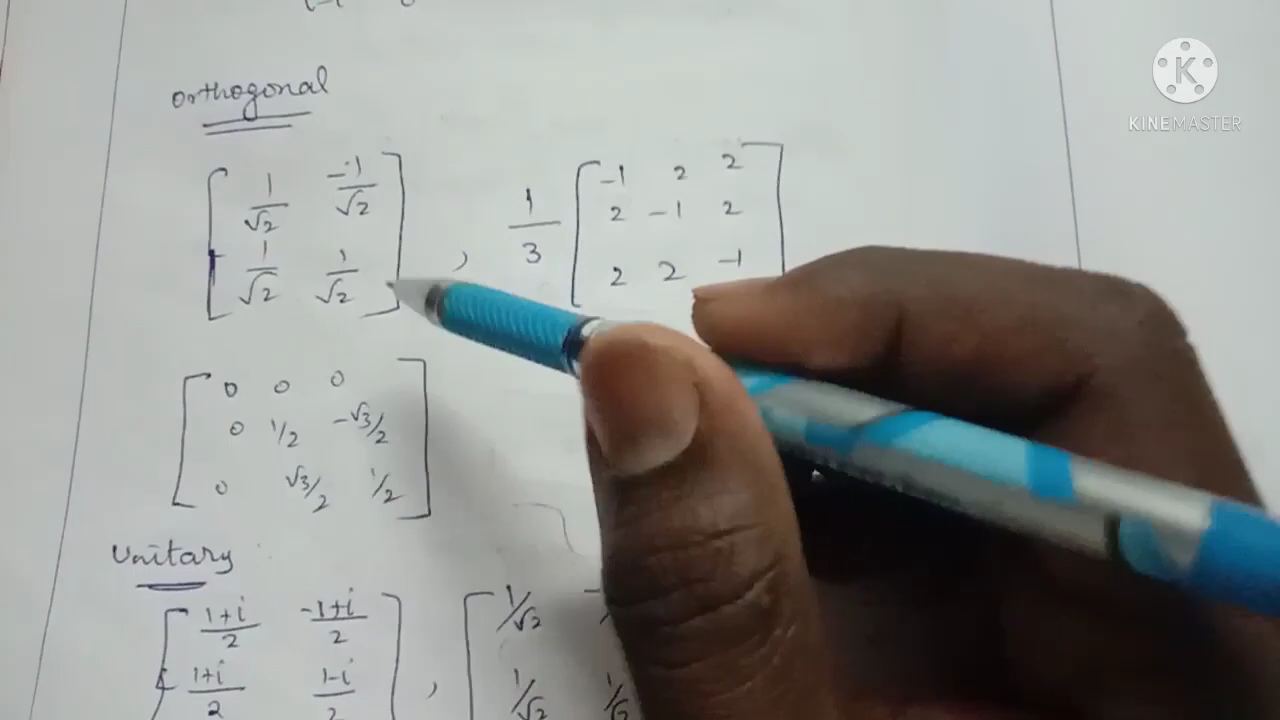 orthogonal
1/√2 -1/√2
1/√2 1/√2
,
1/3
-1 2 2
2 -1 2
2 2 -1
0 0 0
0 1/2 -√3/2
0 √3/2 1/2
Unitary
1+i/2 -1+i/2
1+i/2 1-i/2
,
1/√2
1/√2
K
KINEMASTER